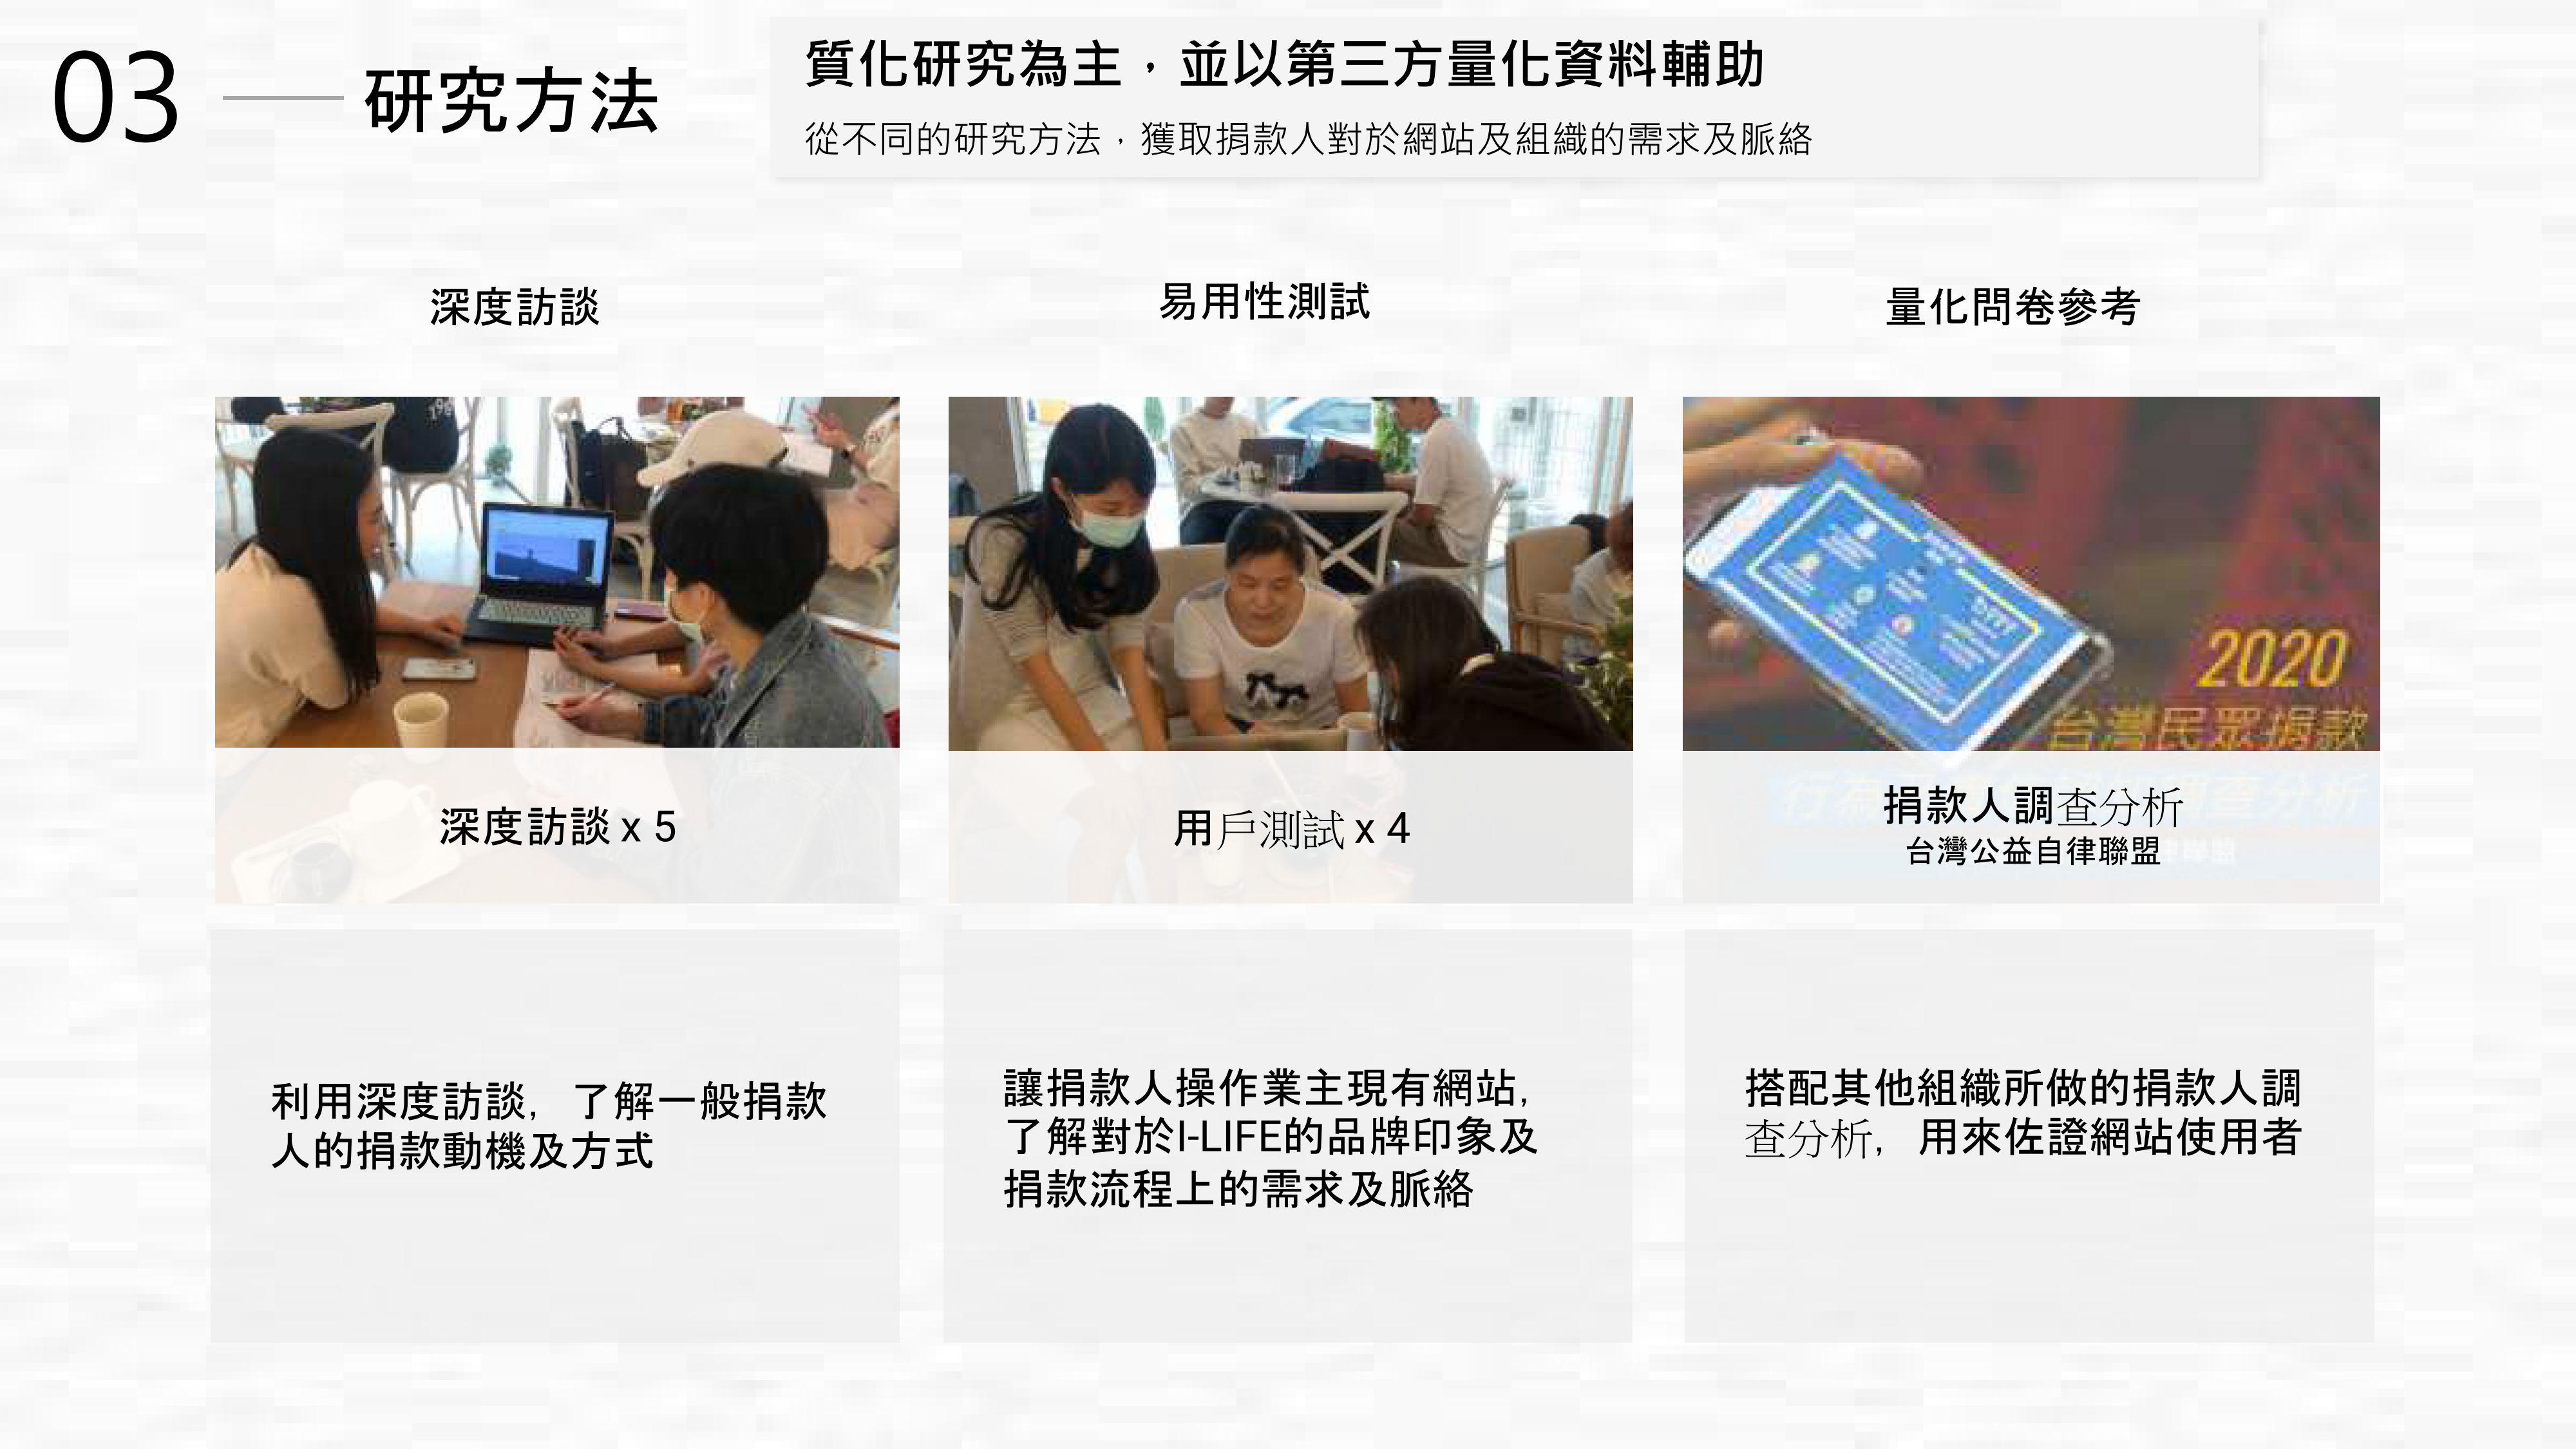 03
研究方法
質化研究為主，並以第三方量化資料輔助
從不同的研究方法，獲取捐款人對於網站及組織的需求及脈絡
深度訪談
易用性測試
量化問卷參考
196
2020
台灣民眾捐款
深度訪談 x 5
用戶測試 x 4
捐款人調查分析
台灣公益自律聯盟
利用深度訪談，了解一般捐款
人的捐款動機及方式
讓捐款人操作業主現有網站，
了解對於I-LIFE的品牌印象及
捐款流程上的需求及脈絡
搭配其他組織所做的捐款人調
查分析，用來佐證網站使用者